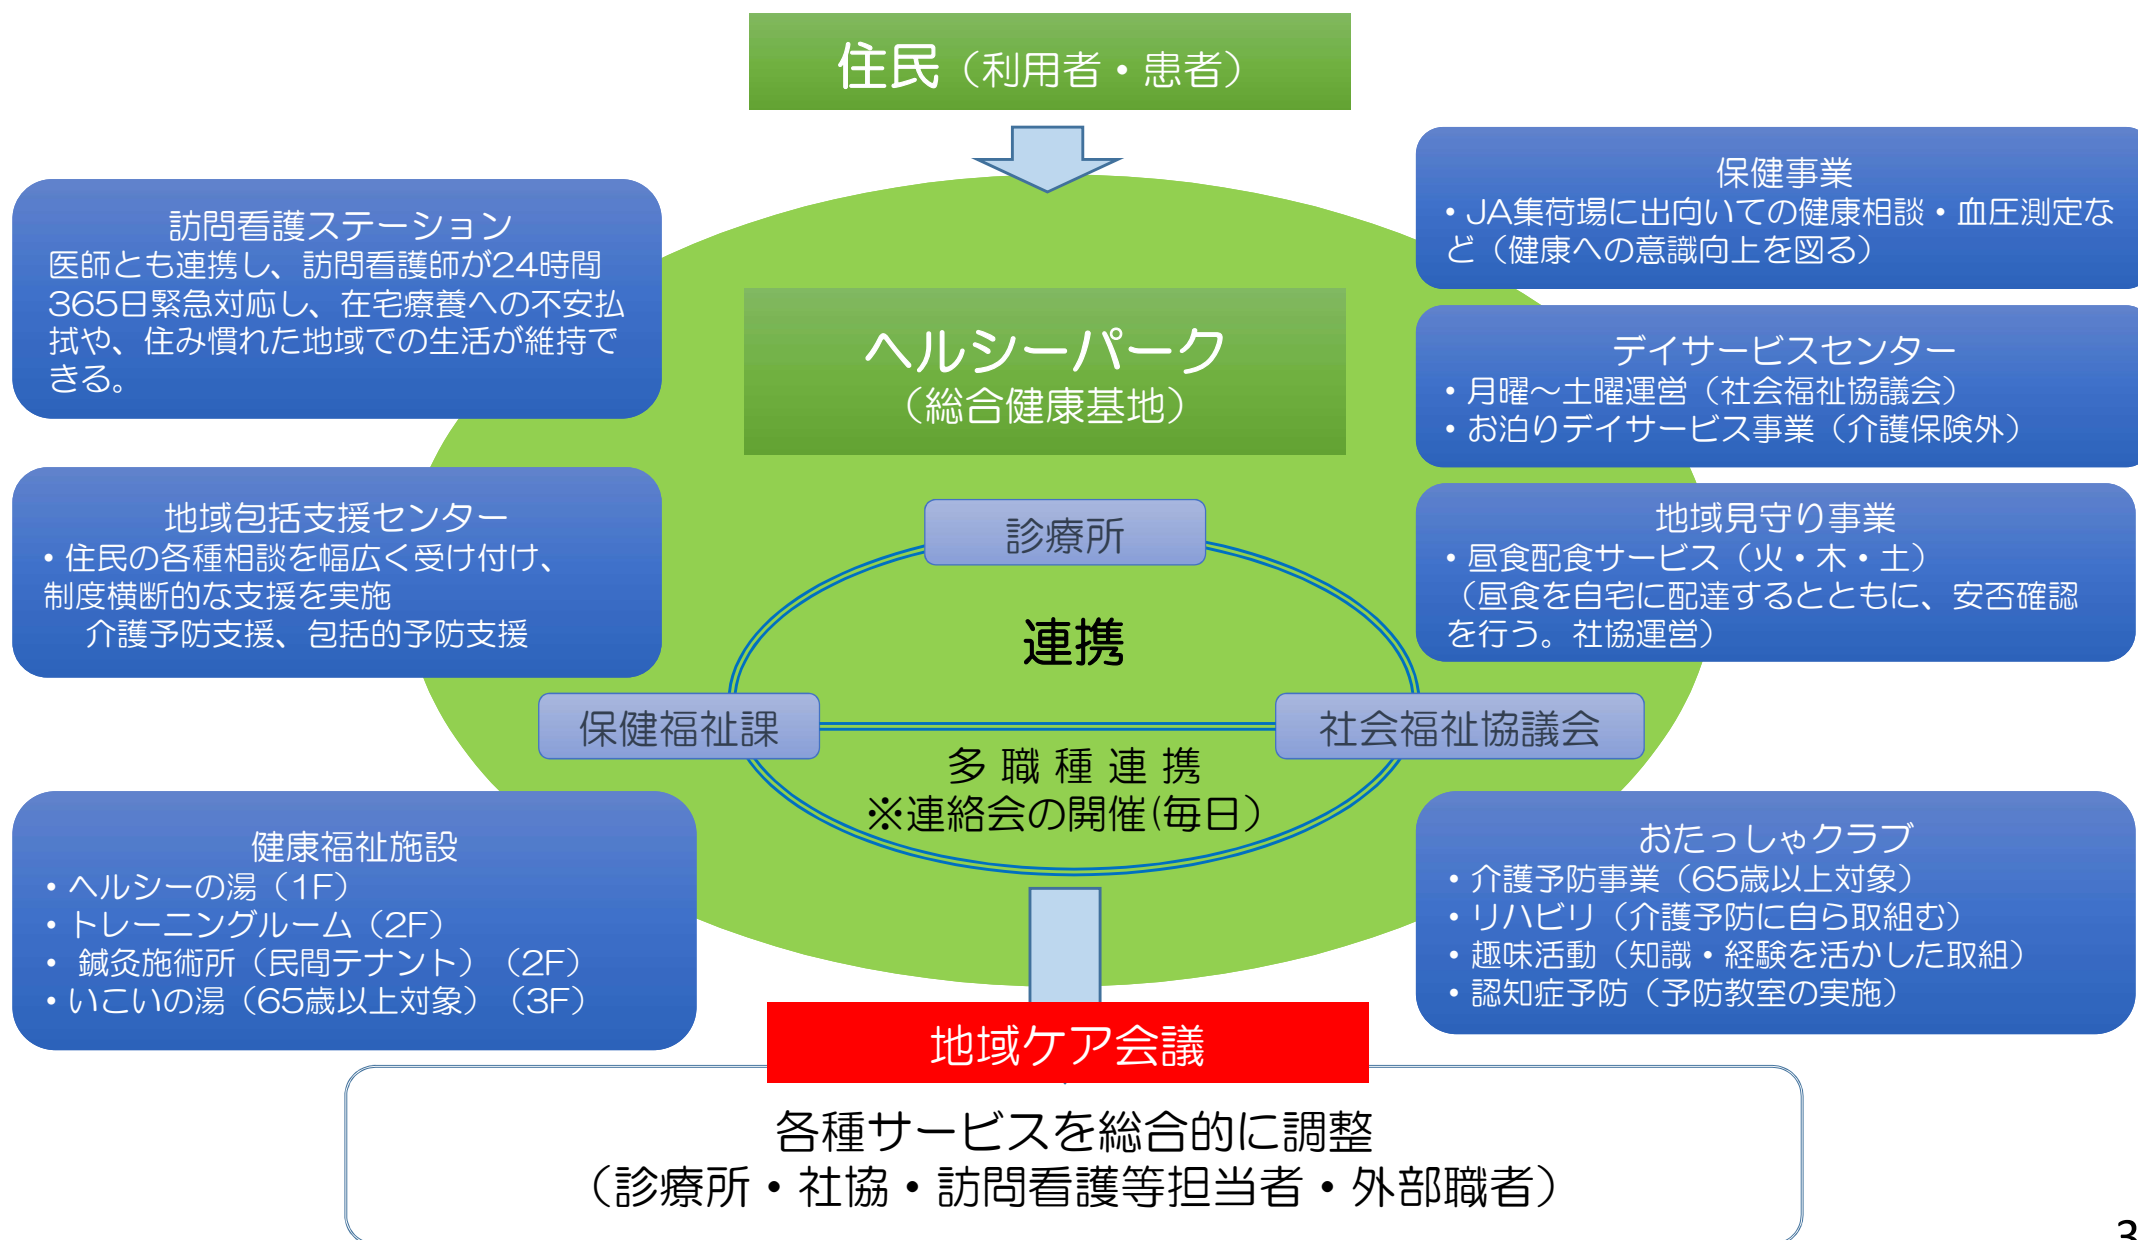 住民（利用者・患者）
訪問看護ステーション
医師とも連携し、訪問看護師が24時間
365日緊急対応し、在宅療養への不安払
拭や、住み慣れた地域での生活が維持で
きる。
地域包括支援センター
・住民の各種相談を幅広く受け付け、
制度横断的な支援を実施
介護予防支援、包括的予防支援
健康福祉施設
・ヘルシーの湯（1F）
・トレーニングルーム（2F）
・ 鍼灸施術所（民間テナント）（2F）
・いこいの湯（65歳以上対象）（3F）
ヘルシーパーク
（総合健康基地）
診療所
連携
保健福祉課
社会福祉協議会
多 職 種 連 携
※連絡会の開催(毎日）
保健事業
・JA集荷場に出向いての健康相談・血圧測定な
ど（健康への意識向上を図る）
デイサービスセンター
・月曜～土曜運営（社会福祉協議会）
・お泊りデイサービス事業（介護保険外）
地域見守り事業
・昼食配食サービス（火・木・土）
（昼食を自宅に配達するとともに、安否確認
を行う。社協運営）
おたっしゃクラブ
・介護予防事業（65歳以上対象）
・リハビリ（介護予防に自ら取組む）
・趣味活動（知識・経験を活かした取組）
・認知症予防（予防教室の実施）
地域ケア会議
各種サービスを総合的に調整
（診療所・社協・訪問看護等担当者・外部職者）
3